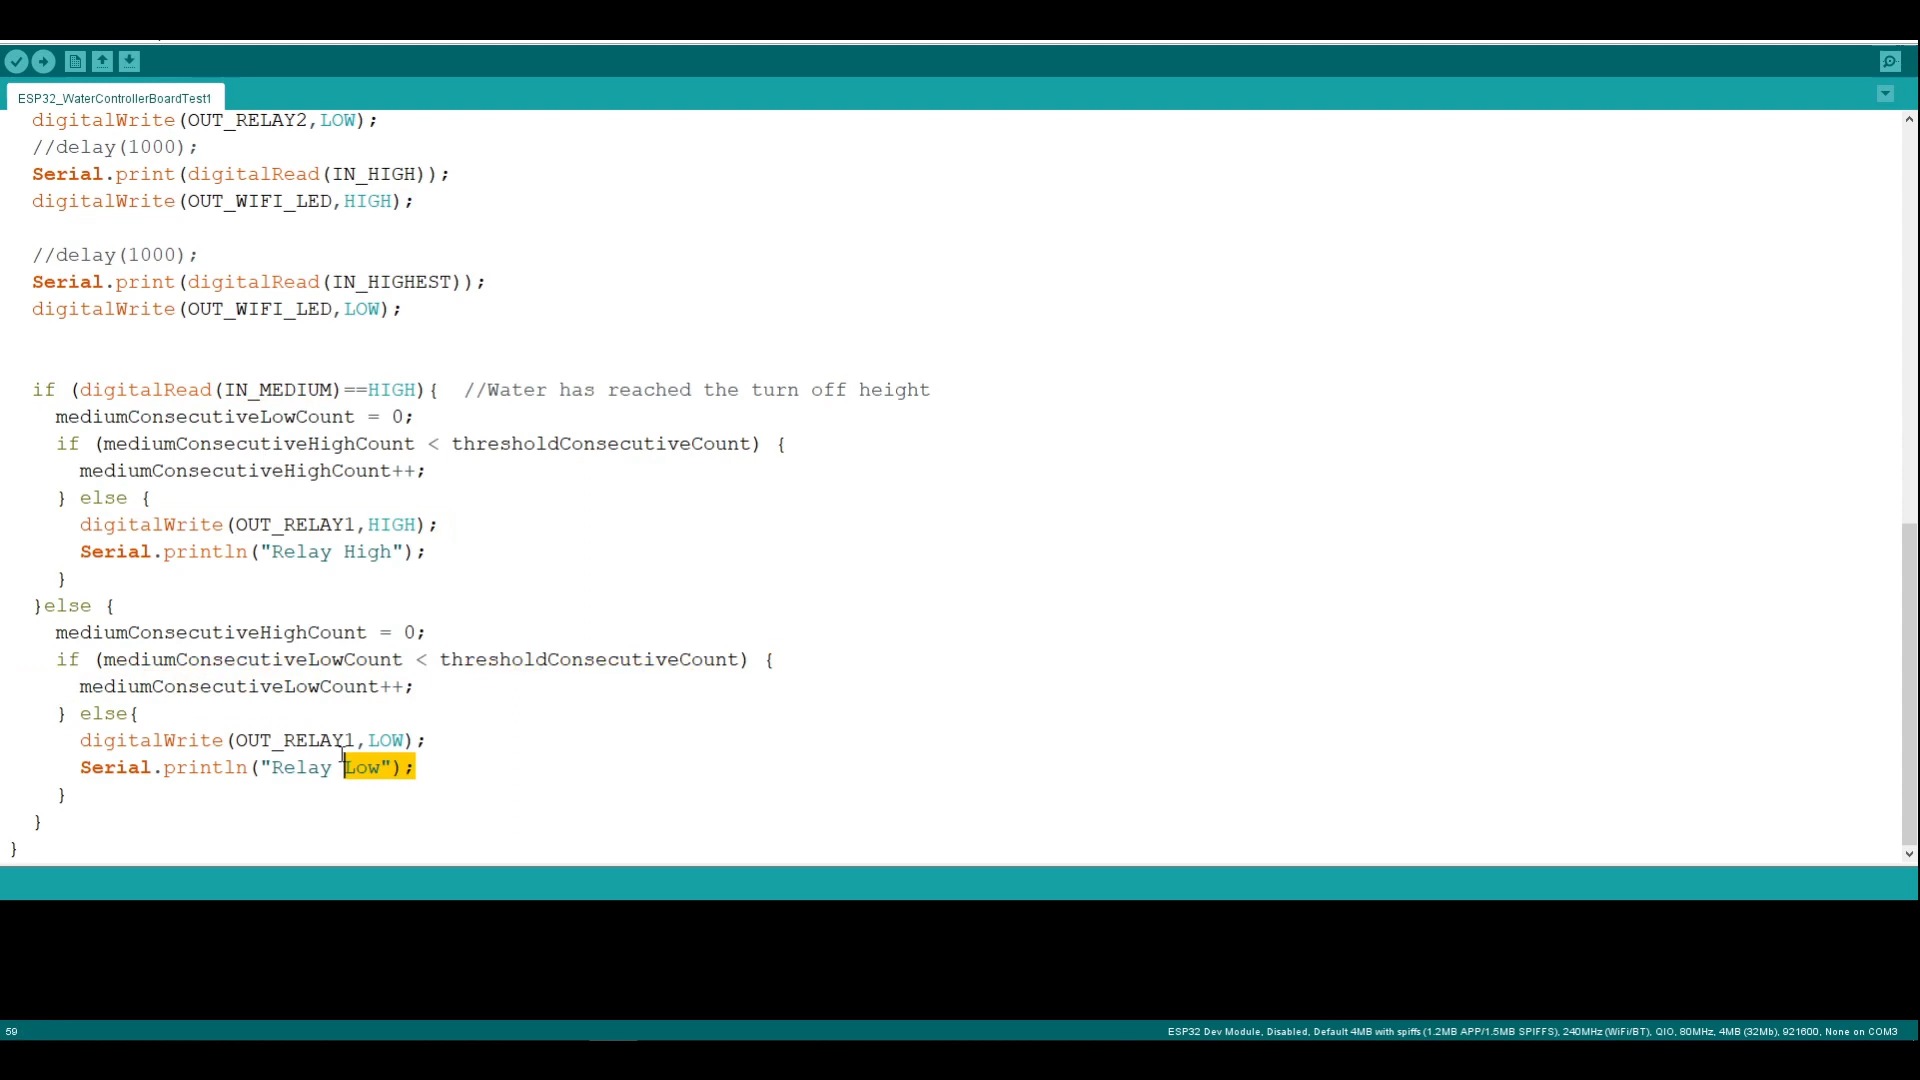 ESP32_WaterControllerBoardTest1
digitalWrite(OUT_RELAY2,LOW);
//delay(1000);
Serial.print(digitalRead(IN_HIGH));
digitalWrite(OUT_WIFI_LED,HIGH);
//delay(1000);
Serial.print(digitalRead(IN_HIGHEST));
digitalWrite(OUT_WIFI_LED,LOW);
if (digitalRead(IN_MEDIUM)==HIGH){  //Water has reached the turn off height
mediumConsecutiveLowCount = 0;
if (mediumConsecutiveHighCount < thresholdConsecutiveCount) {
mediumConsecutiveHighCount++;
} else {
digitalWrite(OUT_RELAY1,HIGH);
Serial.println("Relay High");
}
}else {
mediumConsecutiveHighCount = 0;
if (mediumConsecutiveLowCount < thresholdConsecutiveCount) {
mediumConsecutiveLowCount++;
} else{
digitalWrite(OUT_RELAY1,LOW);
Serial.println("Relay Low");
}
}
}
59
ESP32 Dev Module, Disabled, Default 4MB with spiffs (1.2MB APP/1.5MB SPIFFS), 240MHz (WiFi/BT), QIO, 80MHz, 4MB (32Mb), 921600, None on COM3